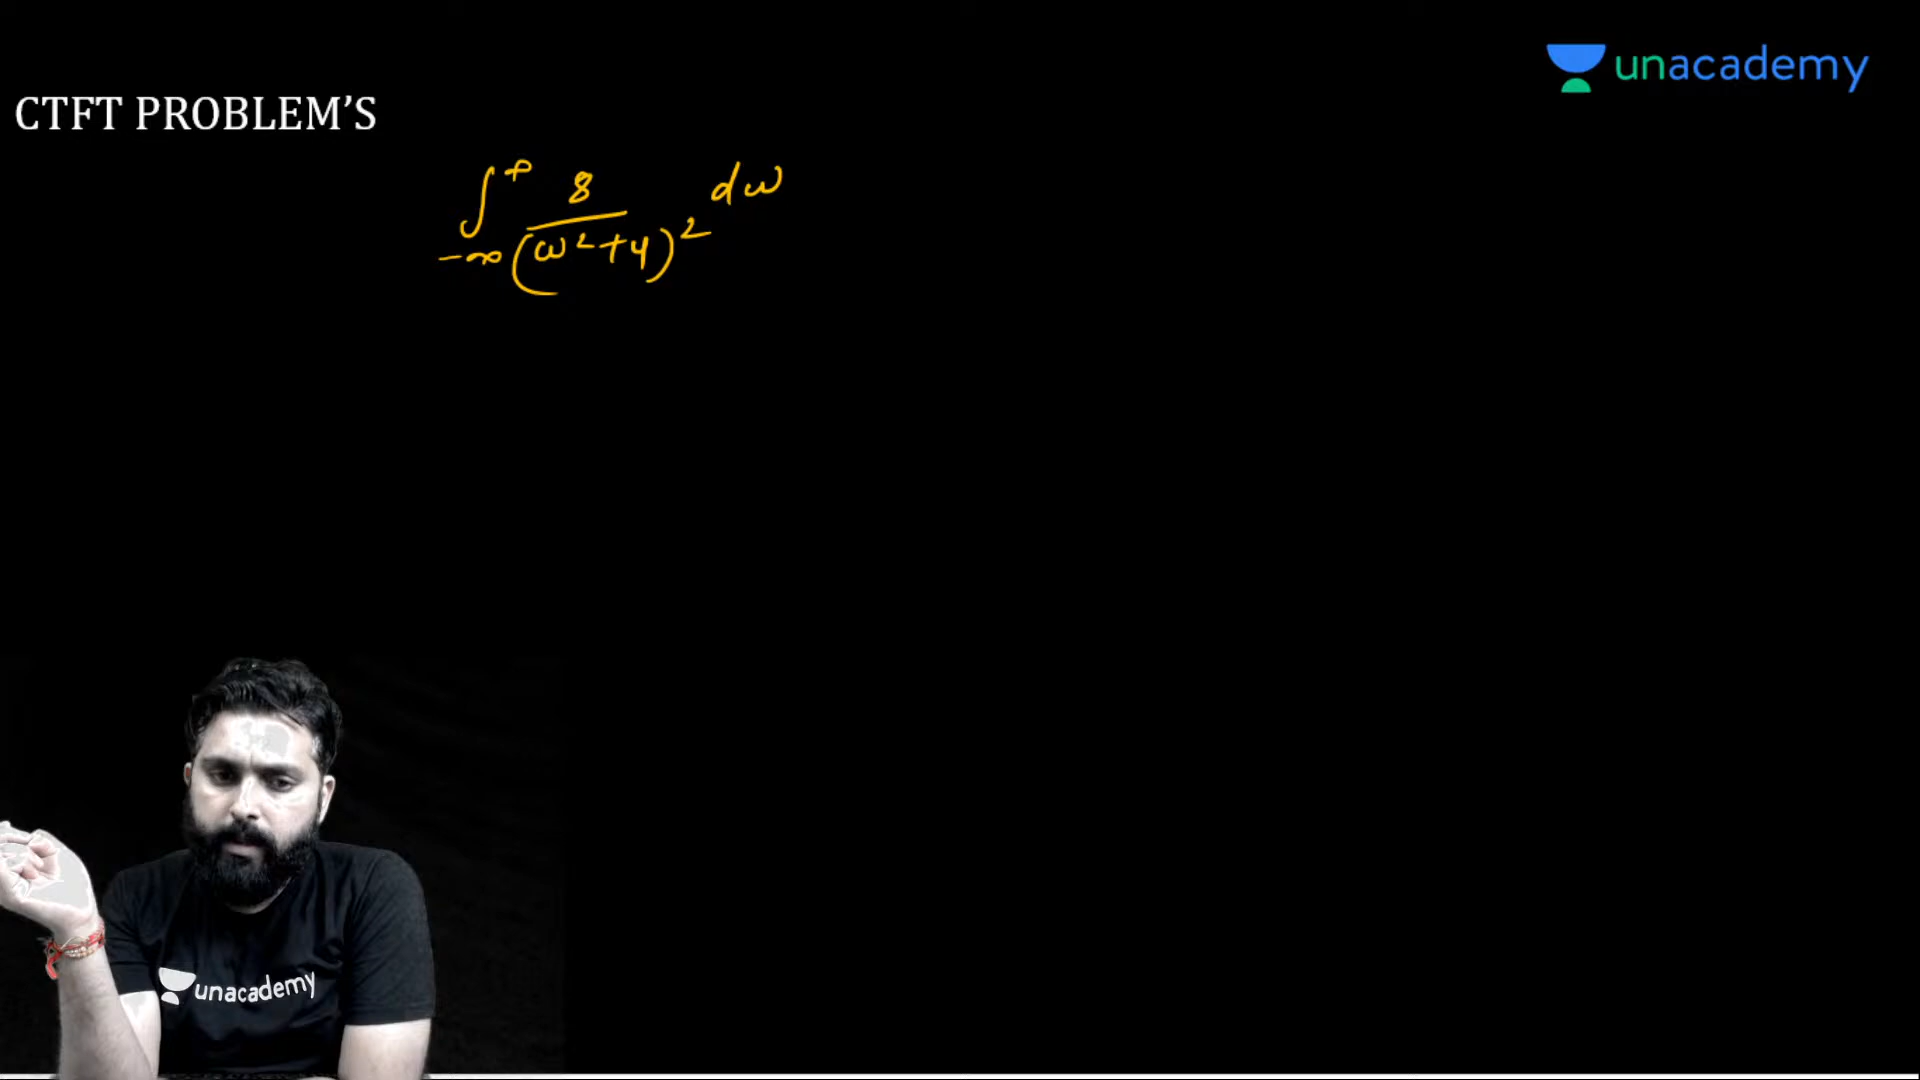 unacademy
CTFT PROBLEM'S
∫_{-∞}^{∞} 8/(ω²+4)² dω
unacademy